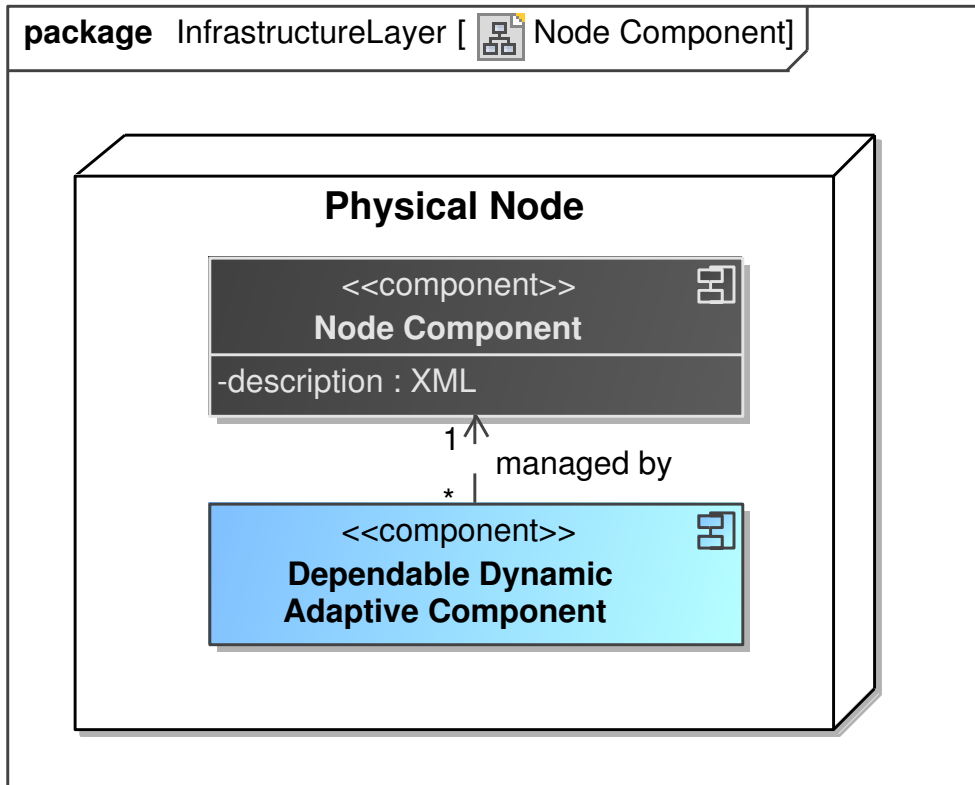 package InfrastructureLayer [ Node Component]
Physical Node
<<component>>
Node Component
-description : XML
1
managed by
*
<<component>>
Dependable Dynamic
Adaptive Component